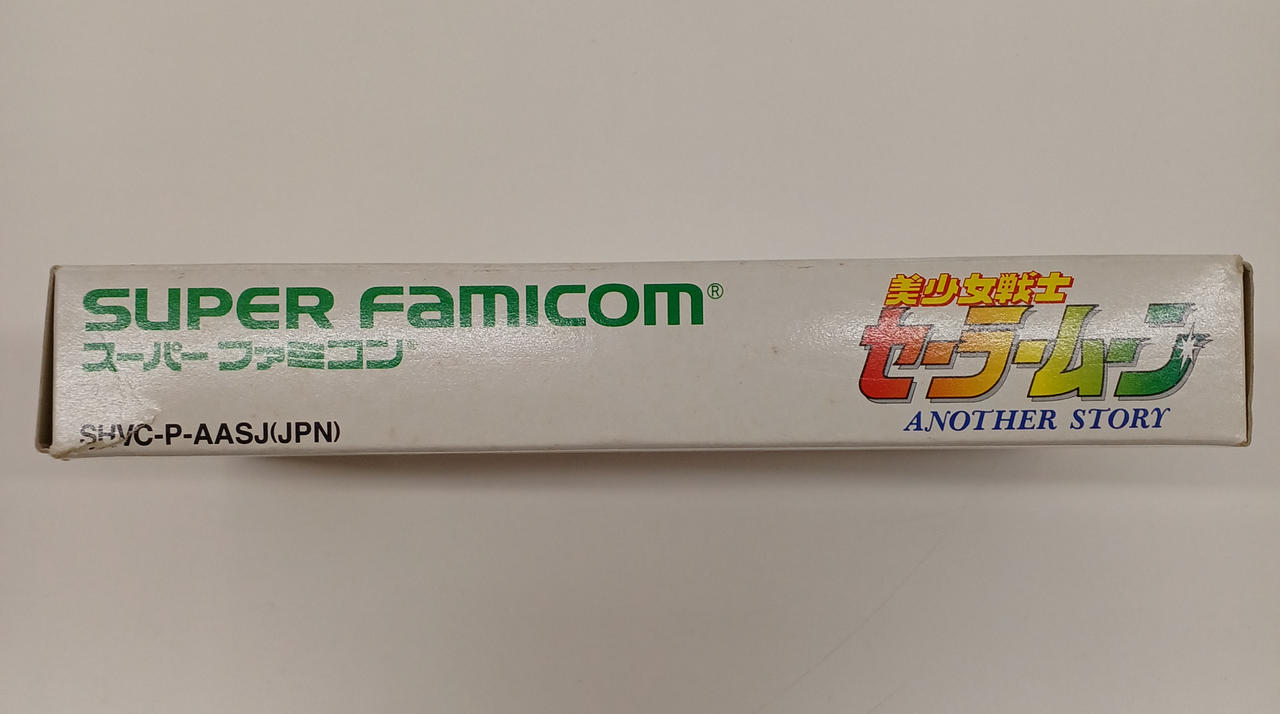 SUPER FAMICOM®
スーパーファミコン®
SHVC-P-AASJ(JPN)
美少女戦士
セーラームーン
ANOTHER STORY